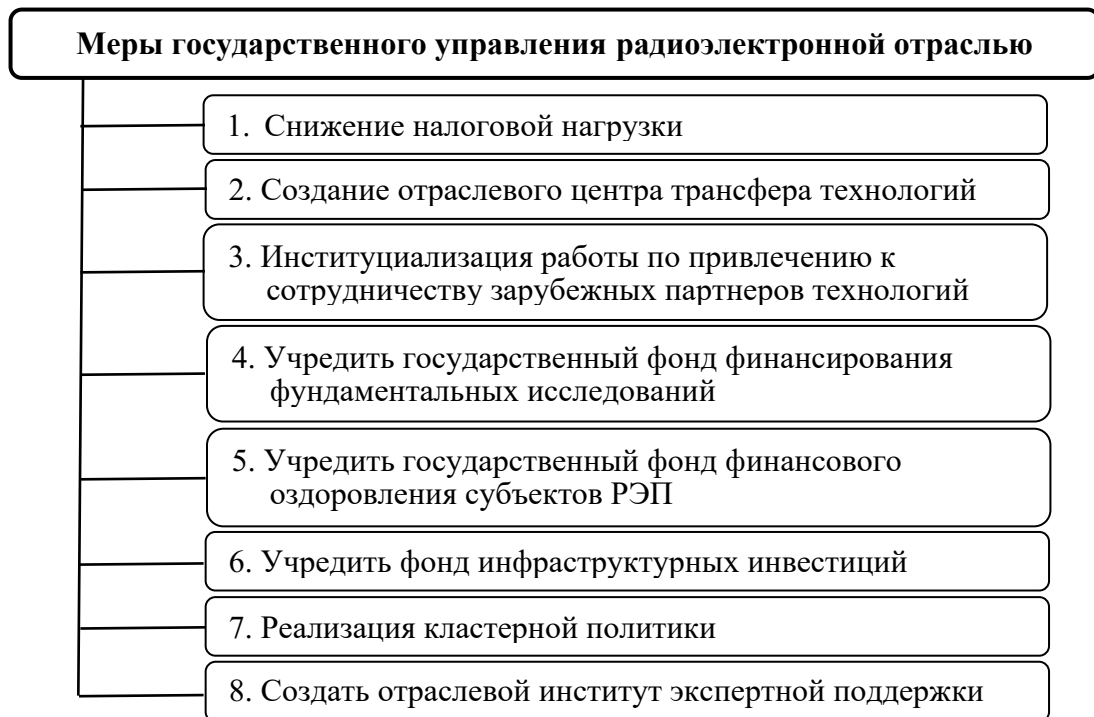 Меры государственного управления радиоэлектронной отраслью
1. Снижение налоговой нагрузки
2. Создание отраслевого центра трансфера технологий
3. Институциализация работы по привлечению к
сотрудничеству зарубежных партнеров технологий
4. Учредить государственный фонд финансирования
фундаментальных исследований
5. Учредить государственный фонд финансового
оздоровления субъектов РЭП
6. Учредить фонд инфраструктурных инвестиций
7. Реализация кластерной политики
8. Создать отраслевой институт экспертной поддержки